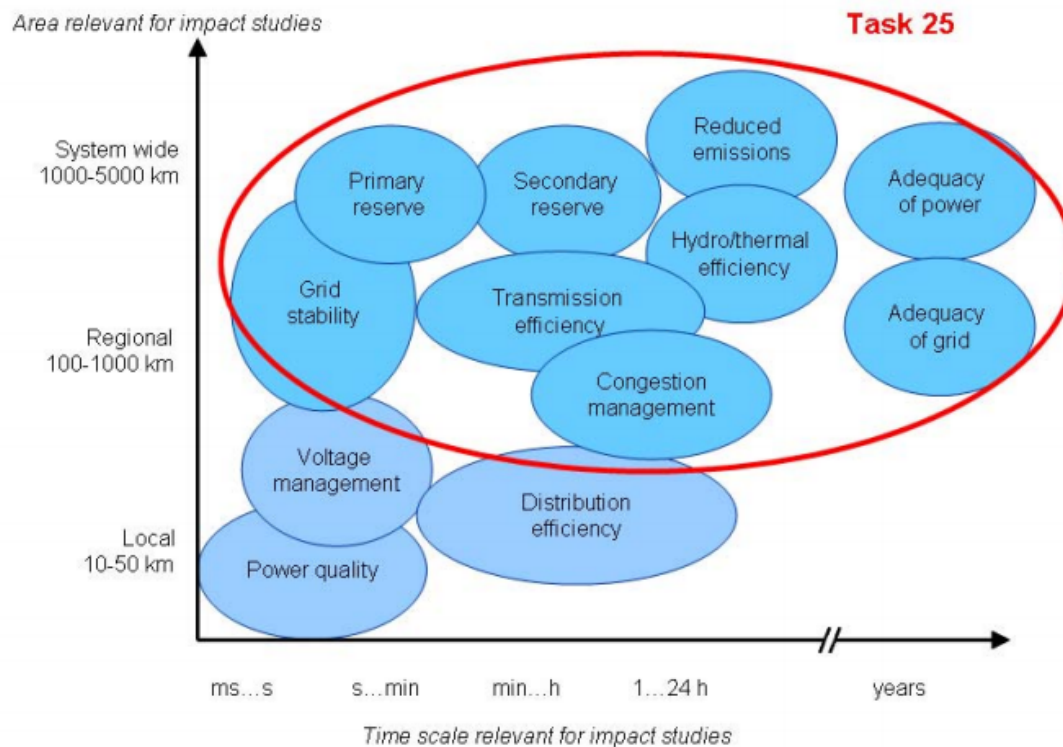 Area relevant for impact studies
Task 25
System wide
1000-5000 km
Regional
100-1000 km
Local
10-50 km
Reduced
emissions
Primary
reserve
Secondary
reserve
Adequacy
of power
Hydro/thermal
efficiency
Grid
stability
Transmission
efficiency
Adequacy
of grid
Congestion
management
Voltage
management
Distribution
efficiency
Power quality
ms...s
s...min
min...h
1...24 h
years
Time scale relevant for impact studies